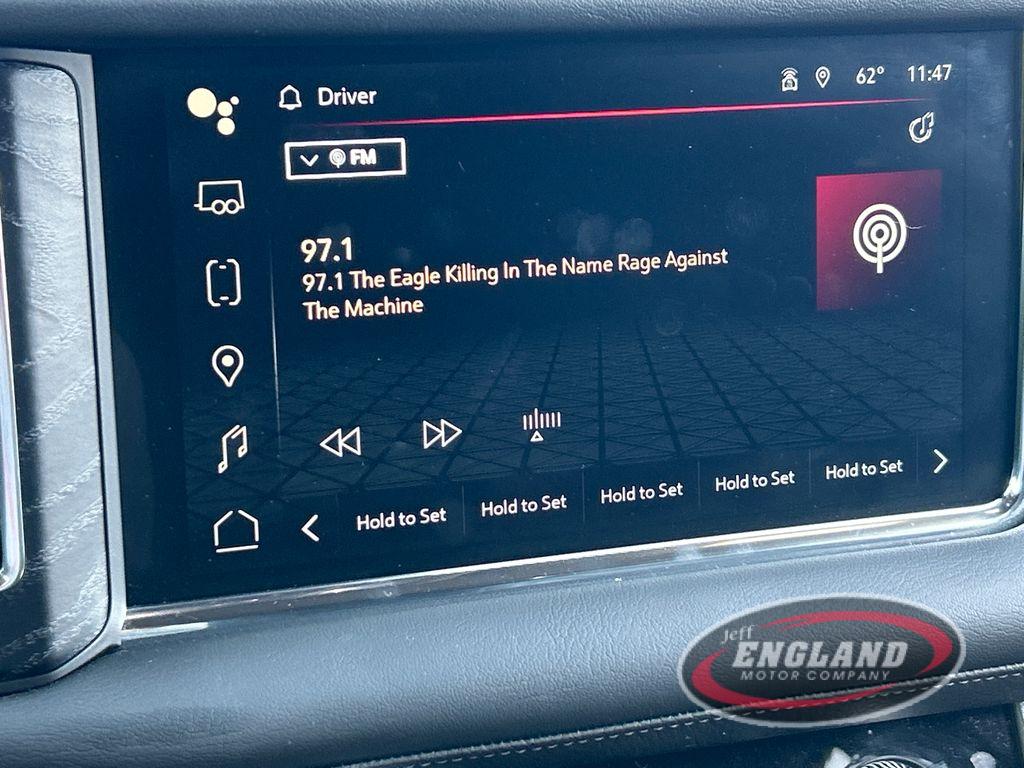 Driver
62° 11:47
FM
97.1
97.1 The Eagle Killing In The Name Rage Against
The Machine
Hold to Set Hold to Set Hold to Set Hold to Set Hold to Set
Jeff
ENGLAND
MOTOR COMPANY